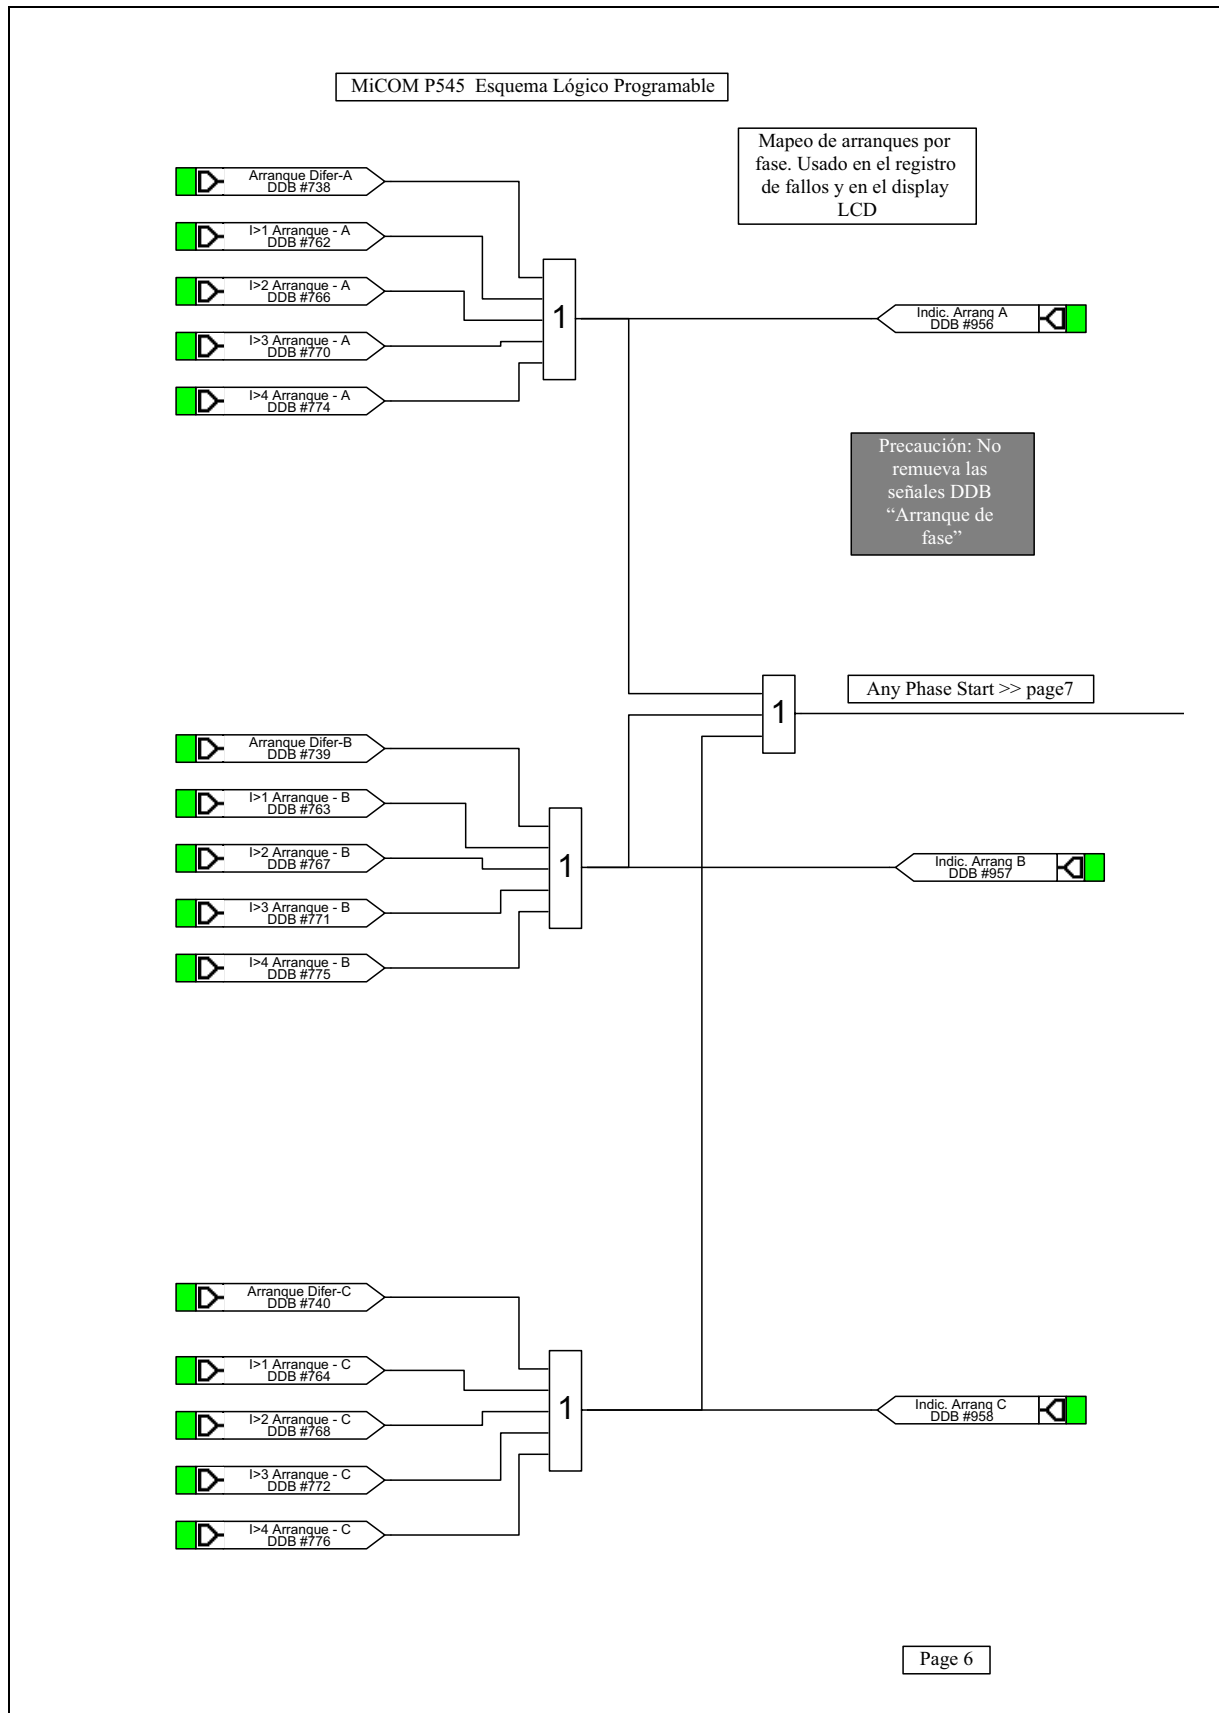 MiCOM P545  Esquema Lógico Programable
Mapeo de arranques por
fase. Usado en el registro
de fallos y en el display
LCD
Arranque Difer-A
DDB #738
I>1 Arranque - A
DDB #762
I>2 Arranque - A
DDB #766
I>3 Arranque - A
DDB #770
I>4 Arranque - A
DDB #774
1
Indic. Arranq A
DDB #956
Precaución: No
remueva las
señales DDB
“Arranque de
fase”
Any Phase Start >> page7
1
Arranque Difer-B
DDB #739
I>1 Arranque - B
DDB #763
I>2 Arranque - B
DDB #767
I>3 Arranque - B
DDB #771
I>4 Arranque - B
DDB #775
1
Indic. Arranq B
DDB #957
Arranque Difer-C
DDB #740
I>1 Arranque - C
DDB #764
I>2 Arranque - C
DDB #768
I>3 Arranque - C
DDB #772
I>4 Arranque - C
DDB #776
1
Indic. Arranq C
DDB #958
Page 6